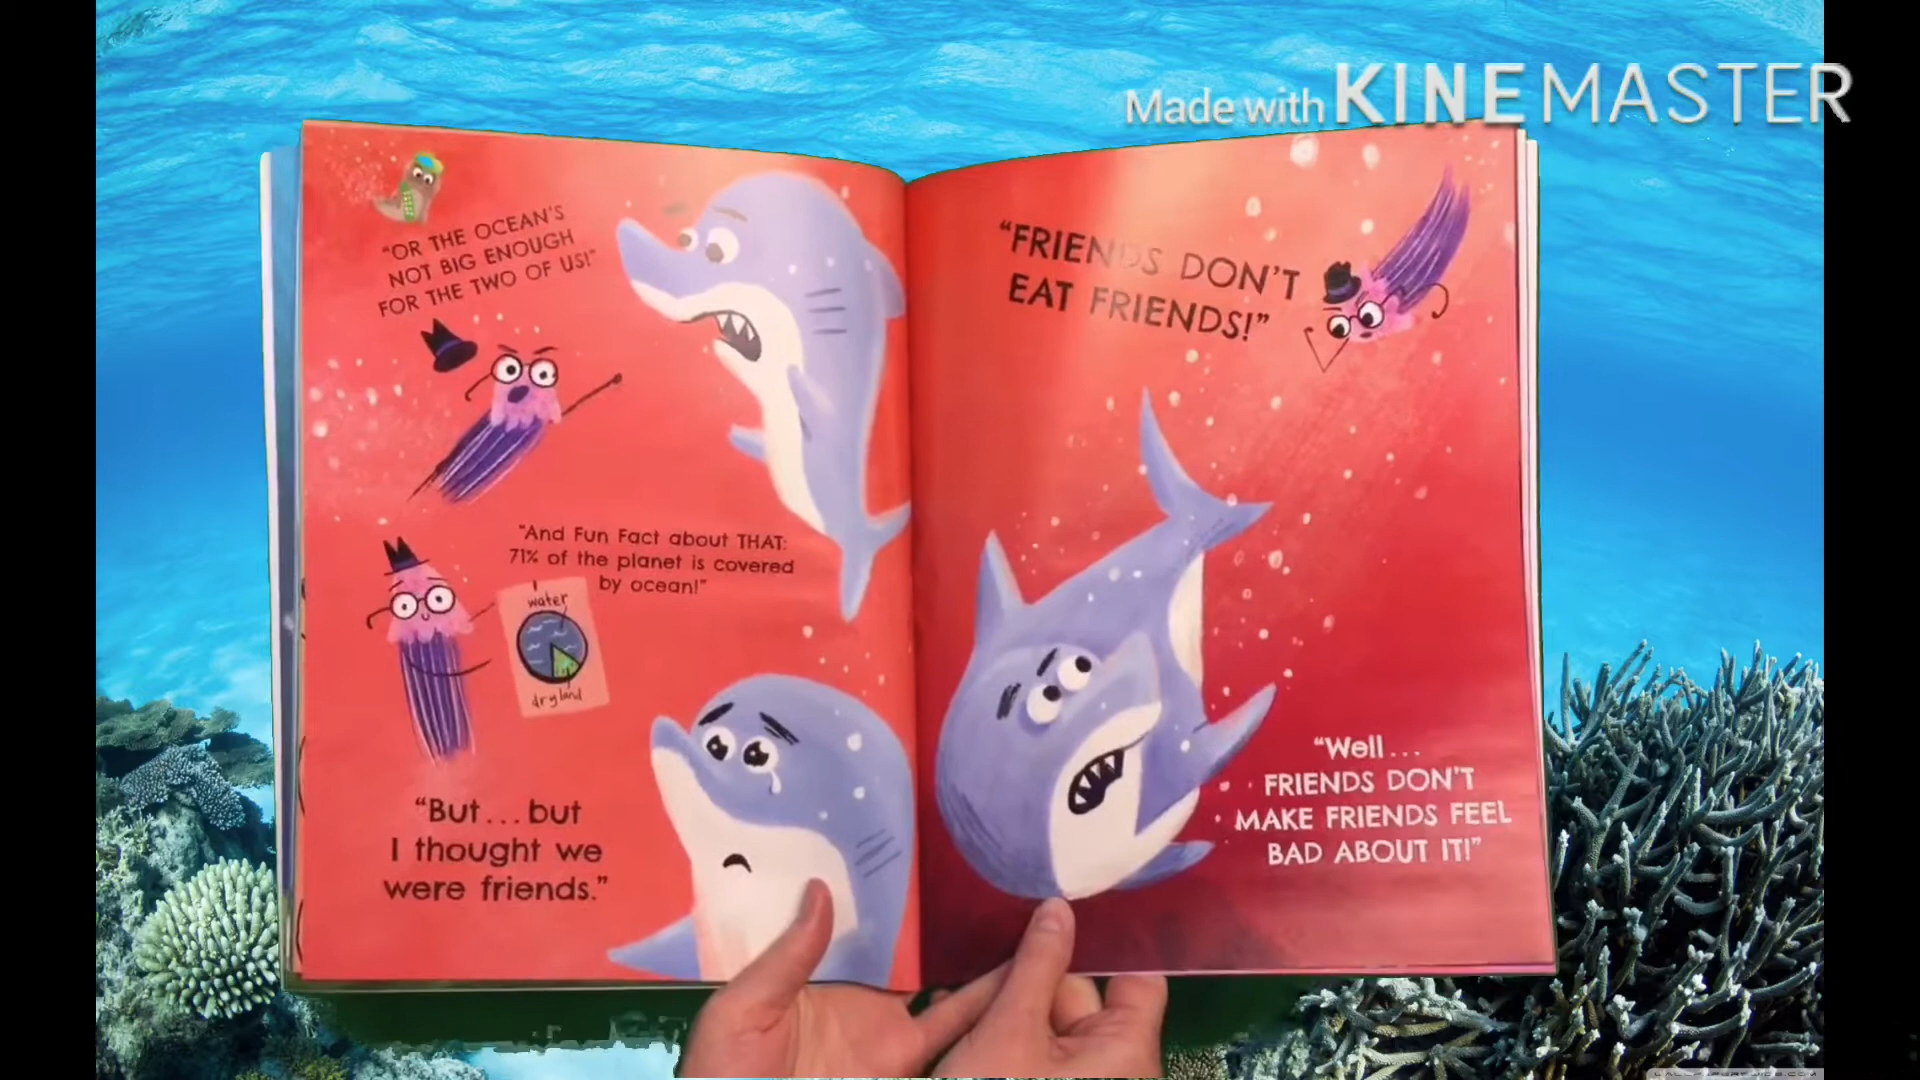 Made with KINEMASTER
"OR THE OCEAN'S
NOT BIG ENOUGH
FOR THE TWO OF US!"
"And Fun Fact about THAT:
71% of the planet is covered
by ocean!"
water
dry land
"But...but
I thought we
were friends."
"FRIENDS DON'T
EAT FRIENDS!"
"Well...
FRIENDS DON'T
MAKE FRIENDS FEEL
BAD ABOUT IT!"